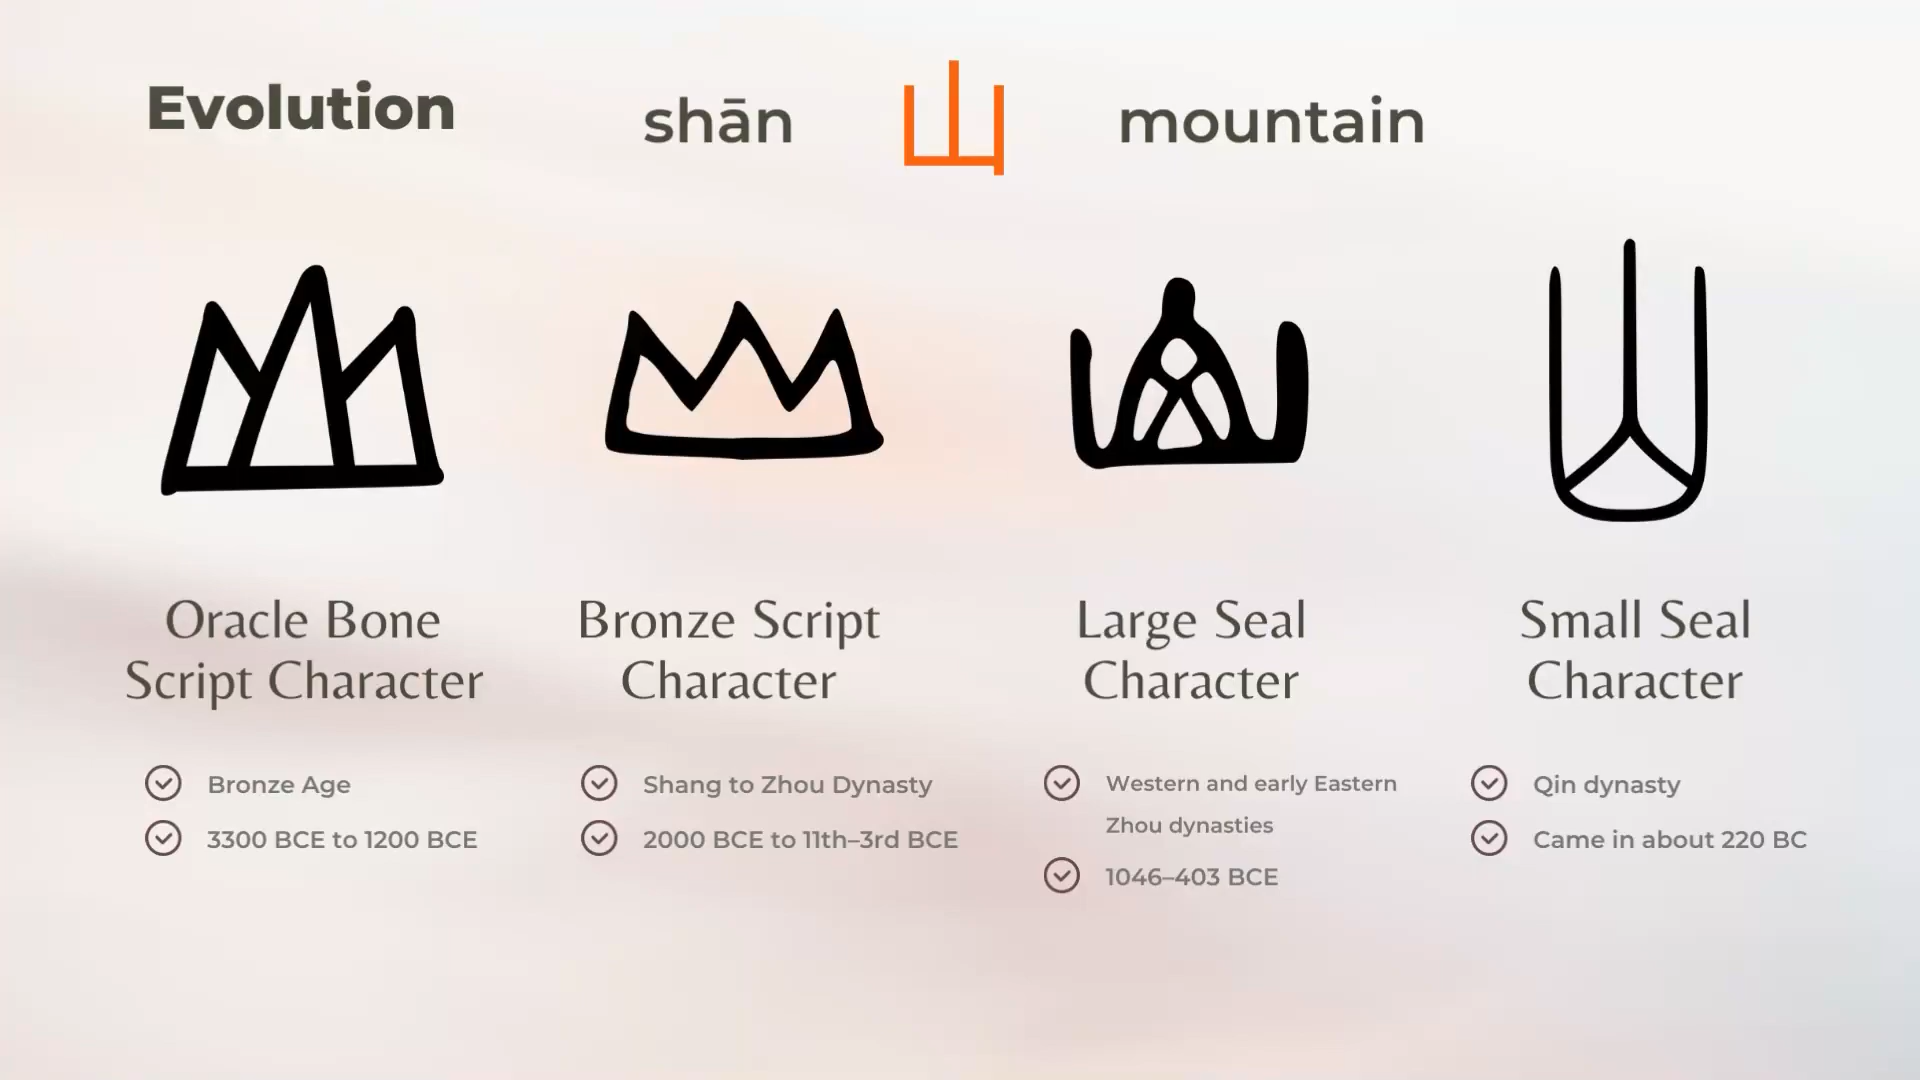 Evolution
shān 山 mountain
Oracle Bone
Script Character
Bronze Age
3300 BCE to 1200 BCE
Bronze Script
Character
Shang to Zhou Dynasty
2000 BCE to 11th–3rd BCE
Large Seal
Character
Western and early Eastern
Zhou dynasties
1046–403 BCE
Small Seal
Character
Qin dynasty
Came in about 220 BC